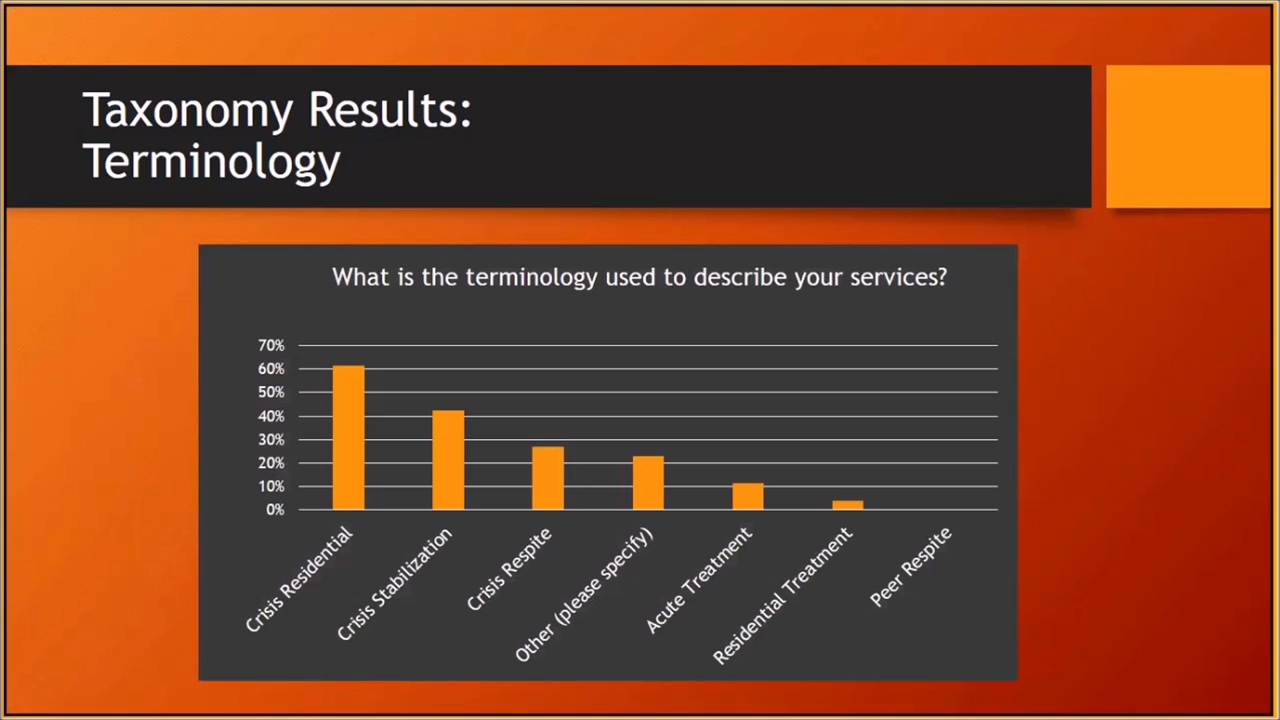 Taxonomy Results:
Terminology
What is the terminology used to describe your services?
70%
60%
50%
40%
30%
20%
10%
0%
Crisis Residential
Crisis Stabilization
Crisis Respite
Other (please specify)
Acute Treatment
Residential Treatment
Peer Respite